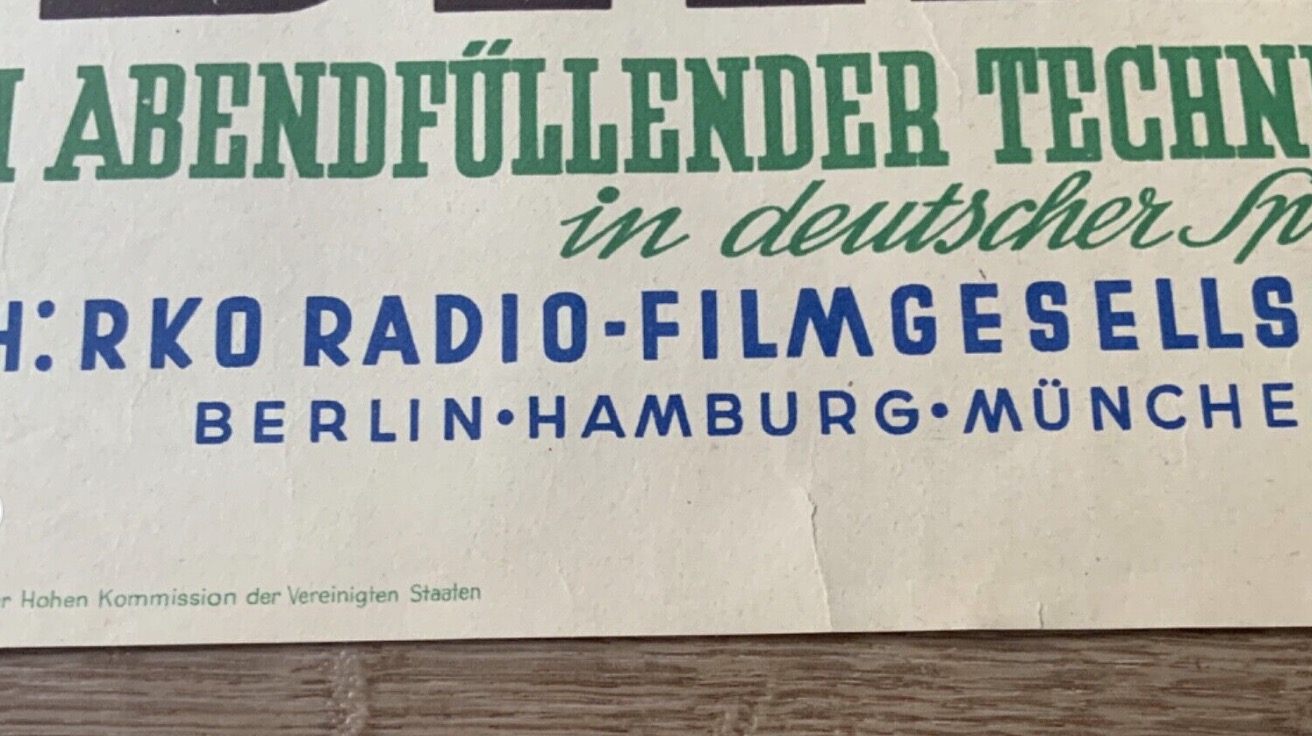 ABENDFÜLLENDER TECHN
in deutscher Sp
H: RKO RADIO-FILMGESELLS
BERLIN•HAMBURG•MÜNCHE
r Hohen Kommission der Vereinigten Staaten